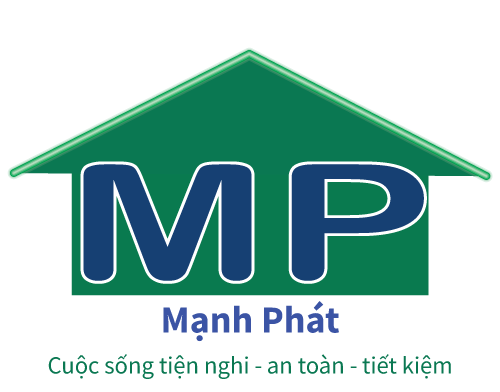 MP
Mạnh Phát
Cuộc sống tiện nghi - an toàn - tiết kiệm